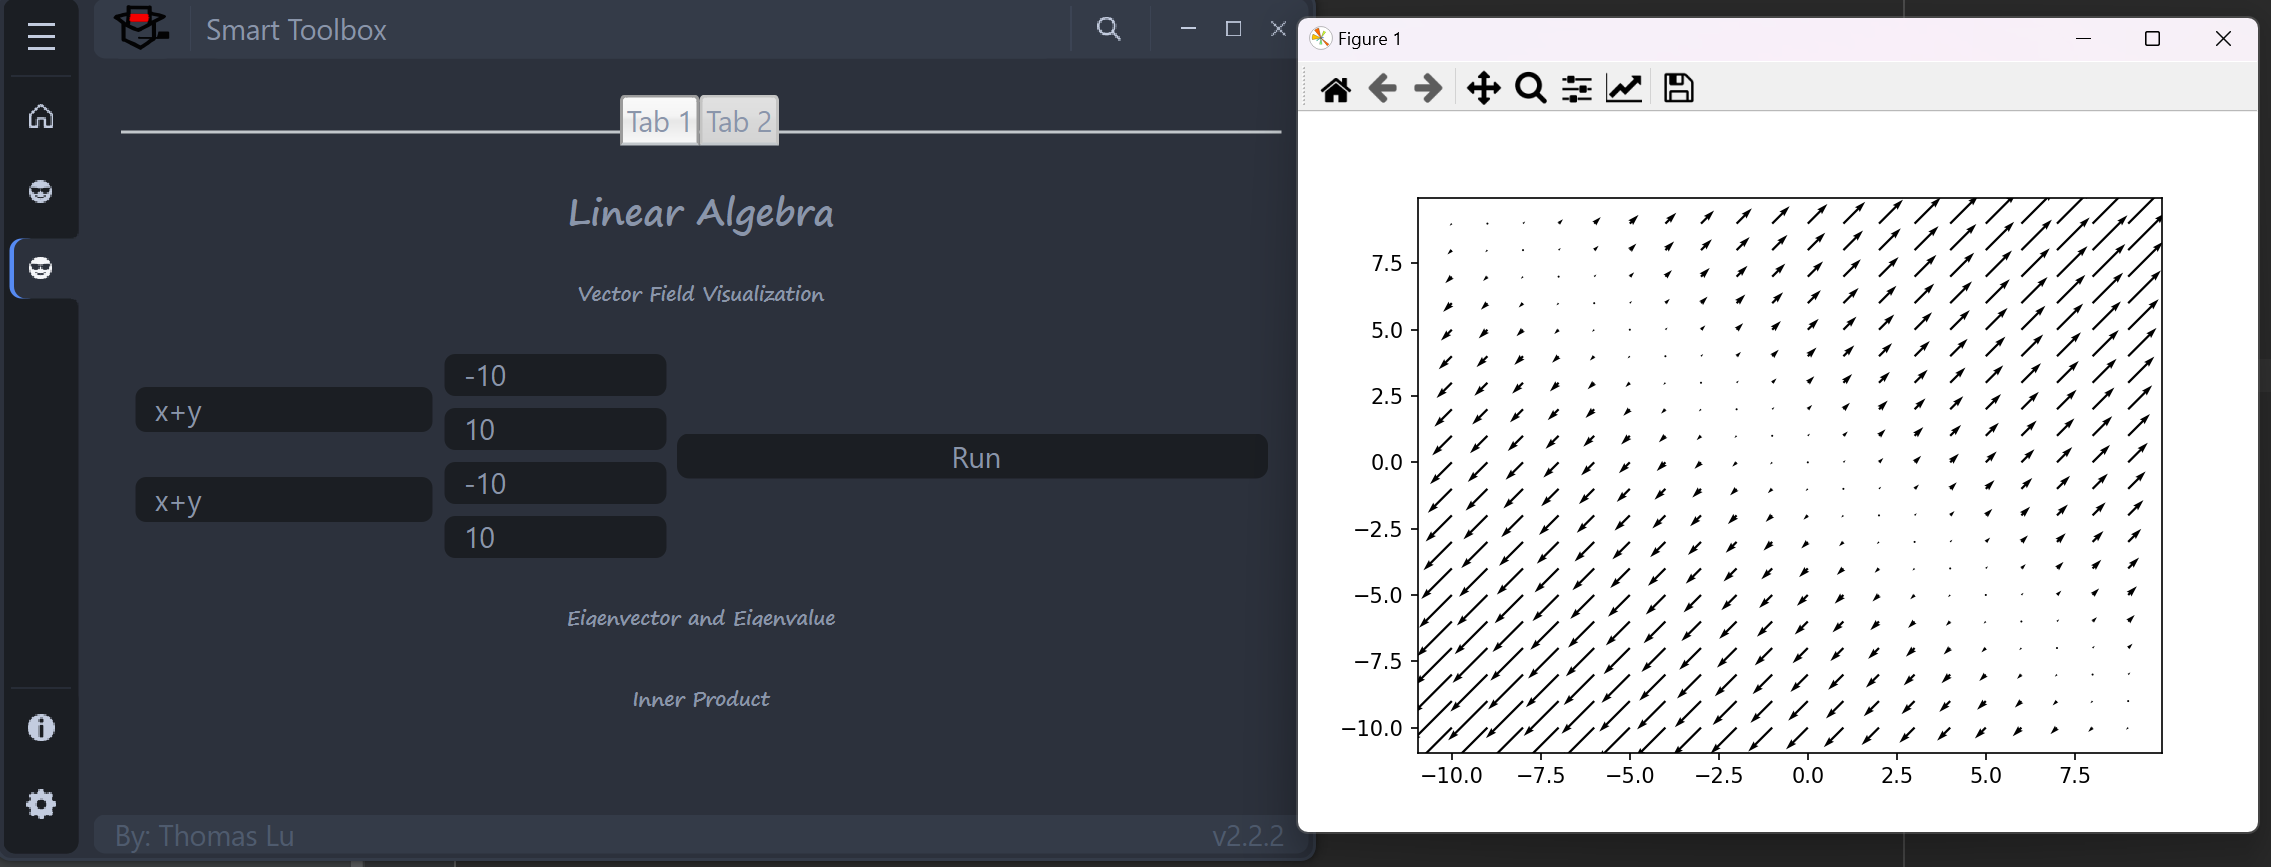 Smart Toolbox
Tab 1 Tab 2
Linear Algebra
Vector Field Visualization
x+y
x+y
-10
10
-10
10
Run
Eigenvector and Eigenvalue
Inner Product
By: Thomas Lu
v2.2.2
Figure 1
7.5
5.0
2.5
0.0
−2.5
−5.0
−7.5
−10.0
−10.0 −7.5 −5.0 −2.5 0.0 2.5 5.0 7.5